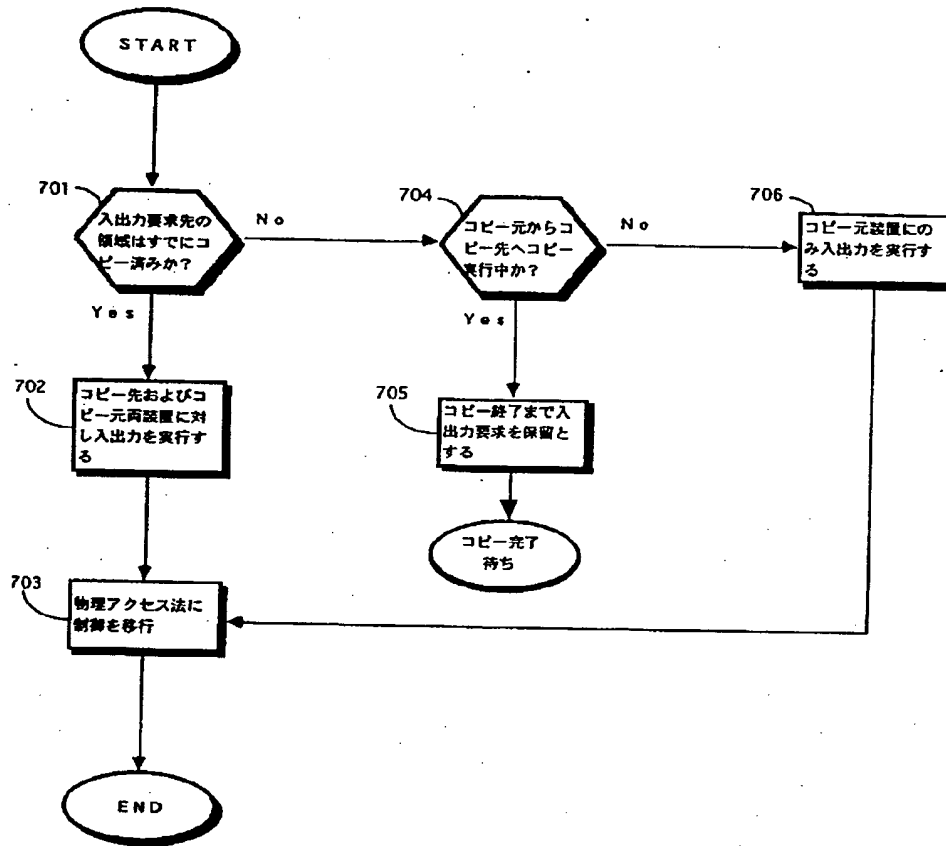 START
701
入出力要求先の
領域はすでにコ
ピー済みか？
No
704
コピー元からコ
ピー先へコピー
実行中か？
No
706
コピー元装置にの
み入出力を実行す
る
Yes
702
コピー先およびコ
ピー元両装置に対
し入出力を実行す
る
Yes
705
コピー終了まで入
出力要求を保留と
する
コピー完了
待ち
703
物理アクセス法に
制御を移行
END